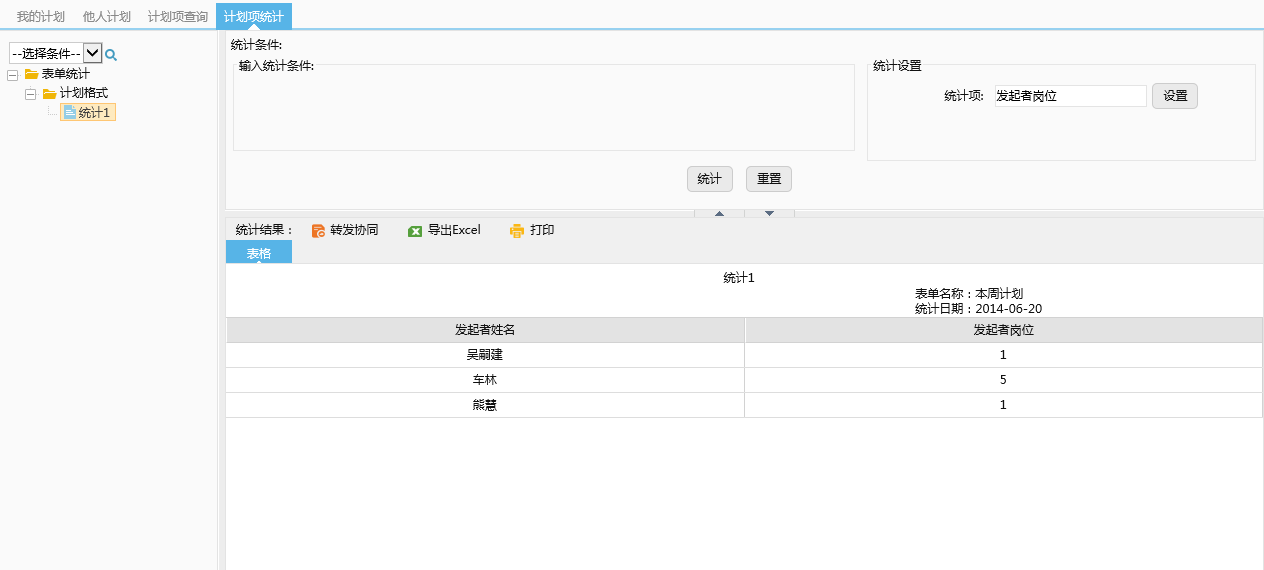 我的计划 他人计划 计划项查询 计划项统计
--选择条件--
表单统计
计划格式
统计1
统计条件:
输入统计条件:
统计设置
统计项: 发起者岗位 设置
统计 重置
统计结果： 转发协同 导出Excel 打印
表格
统计1
表单名称：本周计划
统计日期：2014-06-20
发起者姓名 发起者岗位
吴嗣建 1
车林 5
熊慧 1